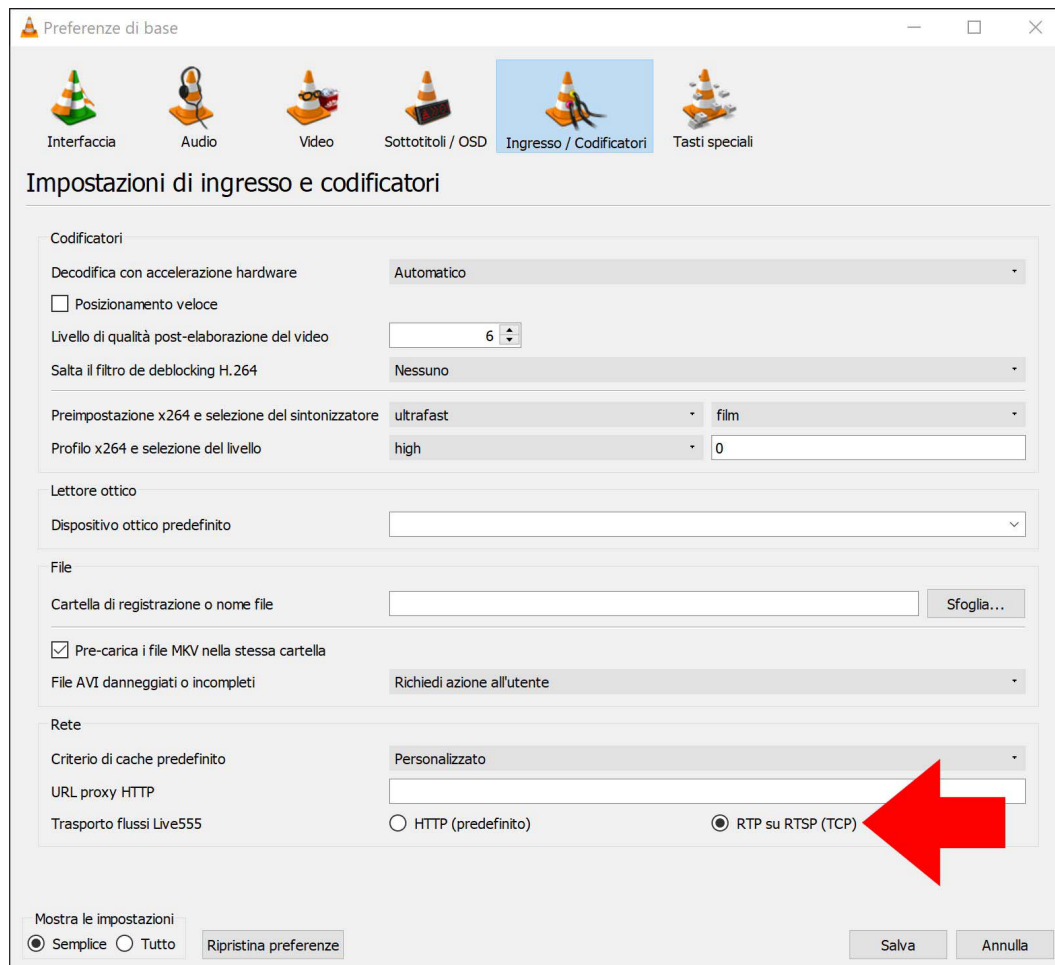 Preferenze di base
Interfaccia Audio Video Sottotitoli / OSD Ingresso / Codificatori Tasti speciali
Impostazioni di ingresso e codificatori
Codificatori
Decodifica con accelerazione hardware Automatico
Posizionamento veloce
Livello di qualità post-elaborazione del video 6
Salta il filtro de deblocking H.264 Nessuno
Preimpostazione x264 e selezione del sintonizzatore ultrafast film
Profilo x264 e selezione del livello high 0
Lettore ottico
Dispositivo ottico predefinito
File
Cartella di registrazione o nome file Sfoglia...
Pre-carica i file MKV nella stessa cartella
File AVI danneggiati o incompleti Richiedi azione all'utente
Rete
Criterio di cache predefinito Personalizzato
URL proxy HTTP
Trasporto flussi Live555 HTTP (predefinito) RTP su RTSP (TCP)
Mostra le impostazioni
Semplice Tutto Ripristina preferenze Salva Annulla